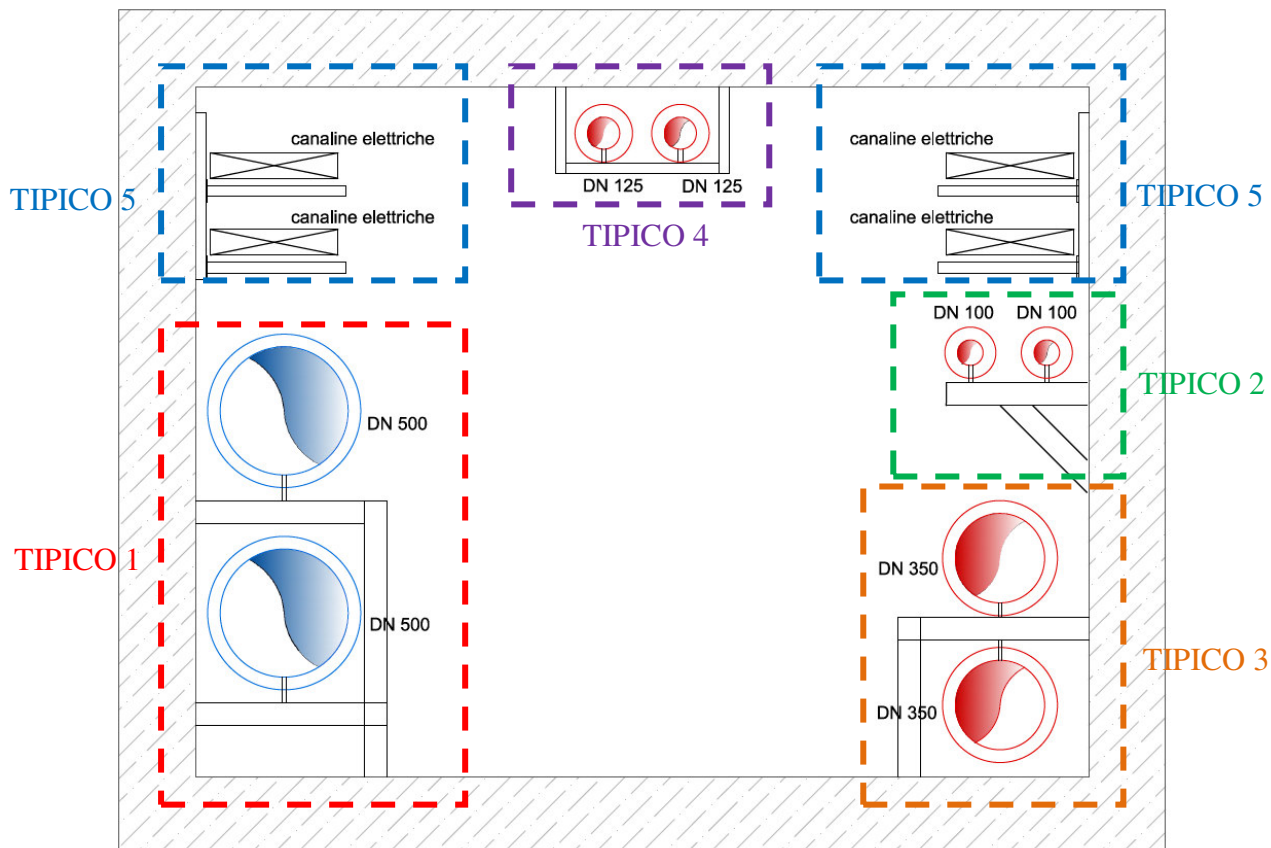 canaline elettriche
canaline elettriche
TIPICO 5
DN 125 DN 125
TIPICO 4
canaline elettriche
canaline elettriche
TIPICO 5
DN 100 DN 100
TIPICO 2
DN 500
DN 500
TIPICO 1
DN 350
DN 350
TIPICO 3